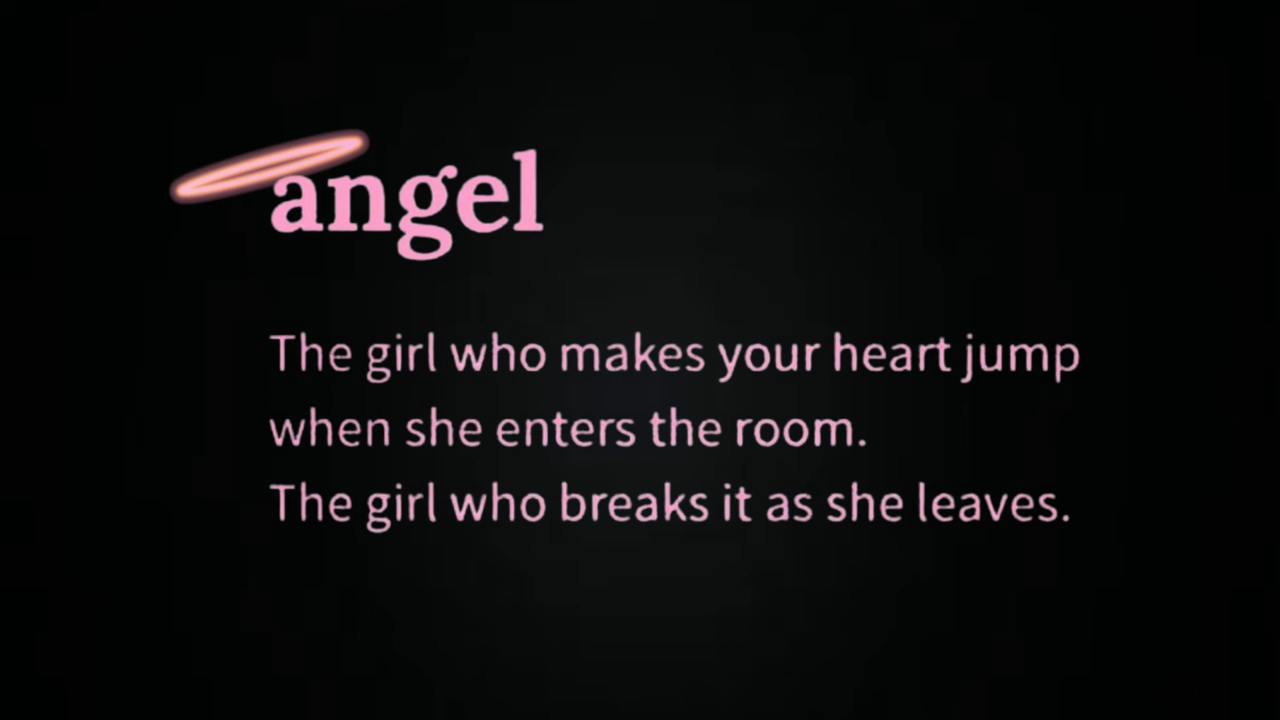 angel
The girl who makes your heart jump
when she enters the room.
The girl who breaks it as she leaves.